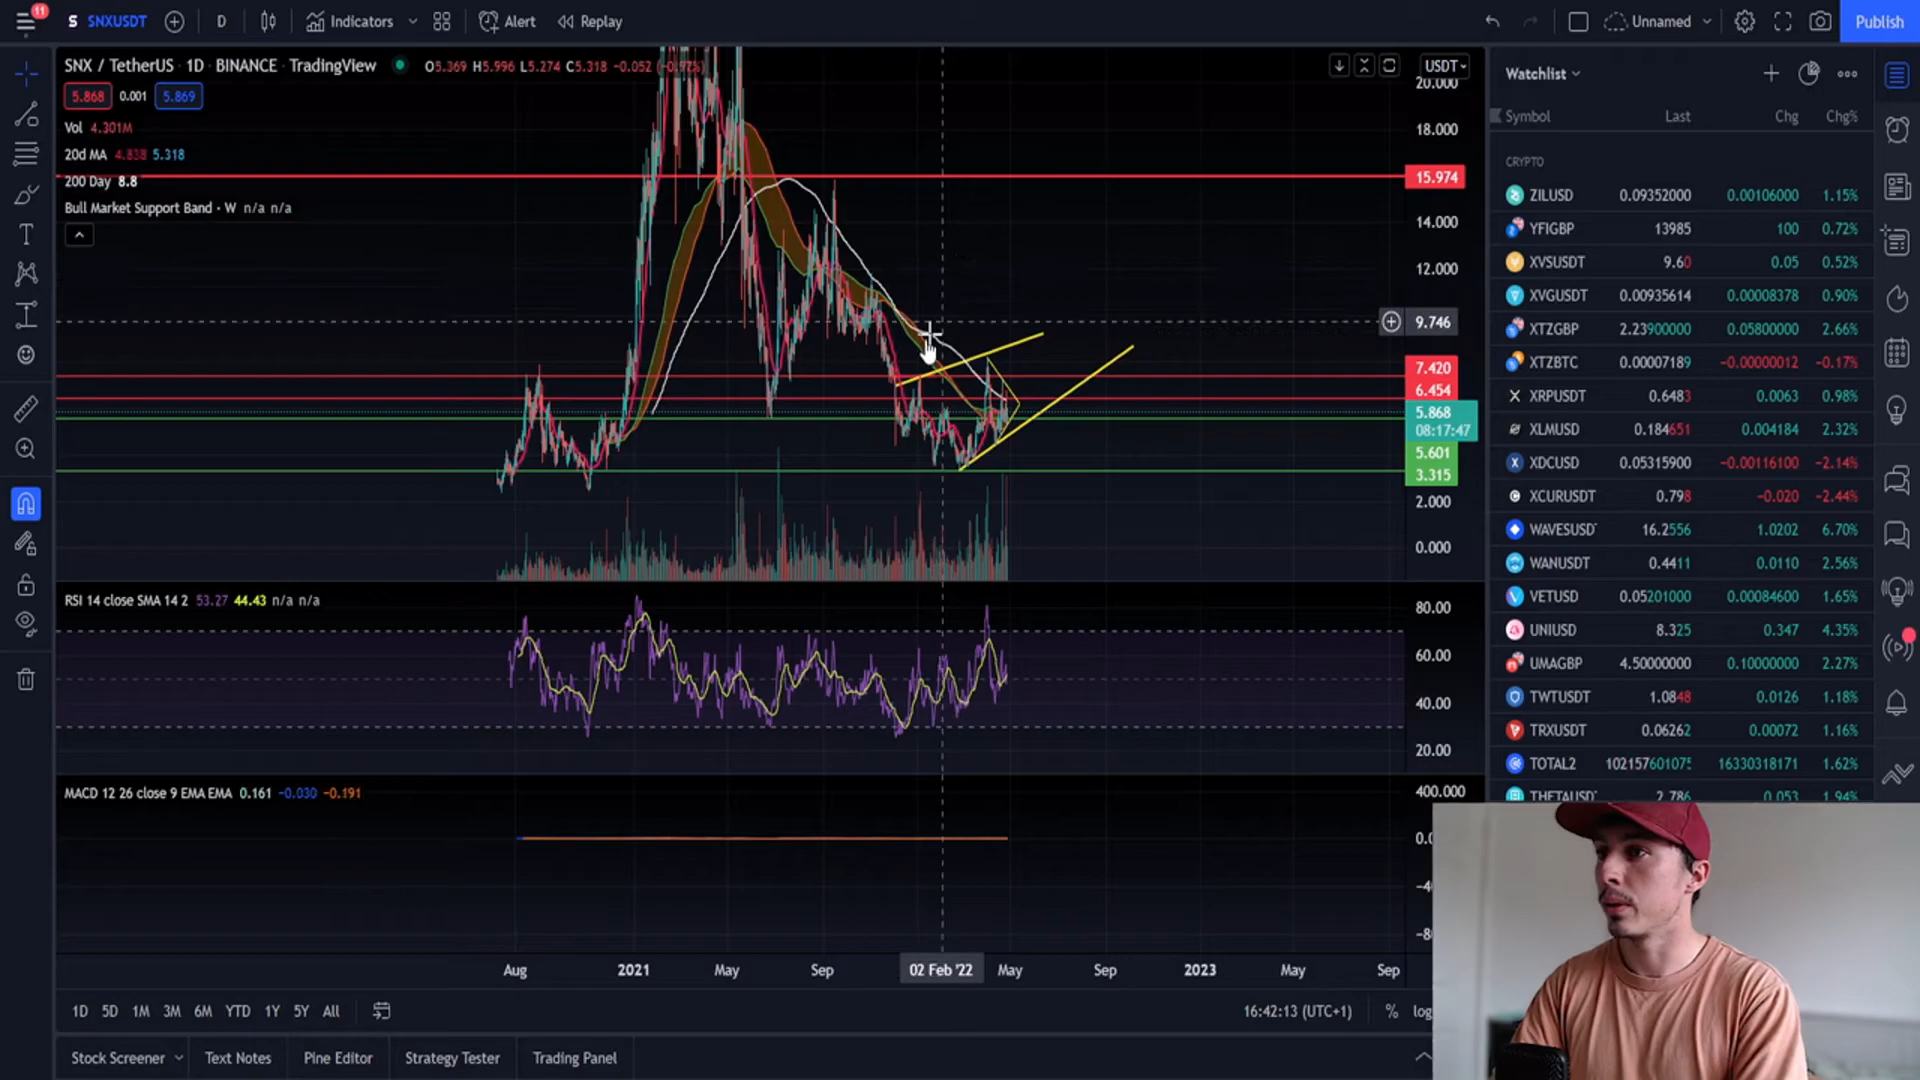 11
S SNXUSDT
D
Indicators
Alert
Replay
Unnamed
Publish
SNX / TetherUS · 1D · BINANCE · TradingView
O5.369 H5.996 L5.274 C5.318 -0.052 (-0.97%)
5.868 0.001 5.869
Vol 4.301M
20d MA 4.838 5.318
200 Day 8.8
Bull Market Support Band · W n/a n/a
USDT
20.000
18.000
15.974
14.000
12.000
9.746
7.420
6.454
5.868
08:17:47
5.601
3.315
2.000
0.000
RSI 14 close SMA 14 2 53.27 44.43 n/a n/a
80.00
60.00
40.00
20.00
MACD 12 26 close 9 EMA EMA 0.161 -0.030 -0.191
400.000
Aug 2021 May Sep 02 Feb '22 May Sep 2023 May Sep
1D 5D 1M 3M 6M YTD 1Y 5Y All
16:42:13 (UTC+1) % log
Stock Screener Text Notes Pine Editor Strategy Tester Trading Panel
Watchlist
Symbol Last Chg Chg%
CRYPTO
ZILUSD 0.09352000 0.00106000 1.15%
YFIGBP 13985 100 0.72%
XVSUSDT 9.60 0.05 0.52%
XVGUSDT 0.00935614 0.00008378 0.90%
XTZGBP 2.23900000 0.05800000 2.66%
XTZBTC 0.00007189 -0.00000012 -0.17%
XRPUSDT 0.6483 0.0063 0.98%
XLMUSD 0.184651 0.004184 2.32%
XDCUSD 0.05315900 -0.00116100 -2.14%
XCURUSDT 0.798 -0.020 -2.44%
WAVESUSD 16.2556 1.0202 6.70%
WANUSDT 0.4411 0.0110 2.56%
VETUSD 0.05201000 0.00084600 1.65%
UNIUSD 8.325 0.347 4.35%
UMAGBP 4.50000000 0.10000000 2.27%
TWTUSDT 1.0848 0.0126 1.18%
TRXUSDT 0.06262 0.00072 1.16%
TOTAL2 102157601075 16330318171 1.62%
THETAUSD 2.786 0.053 1.94%